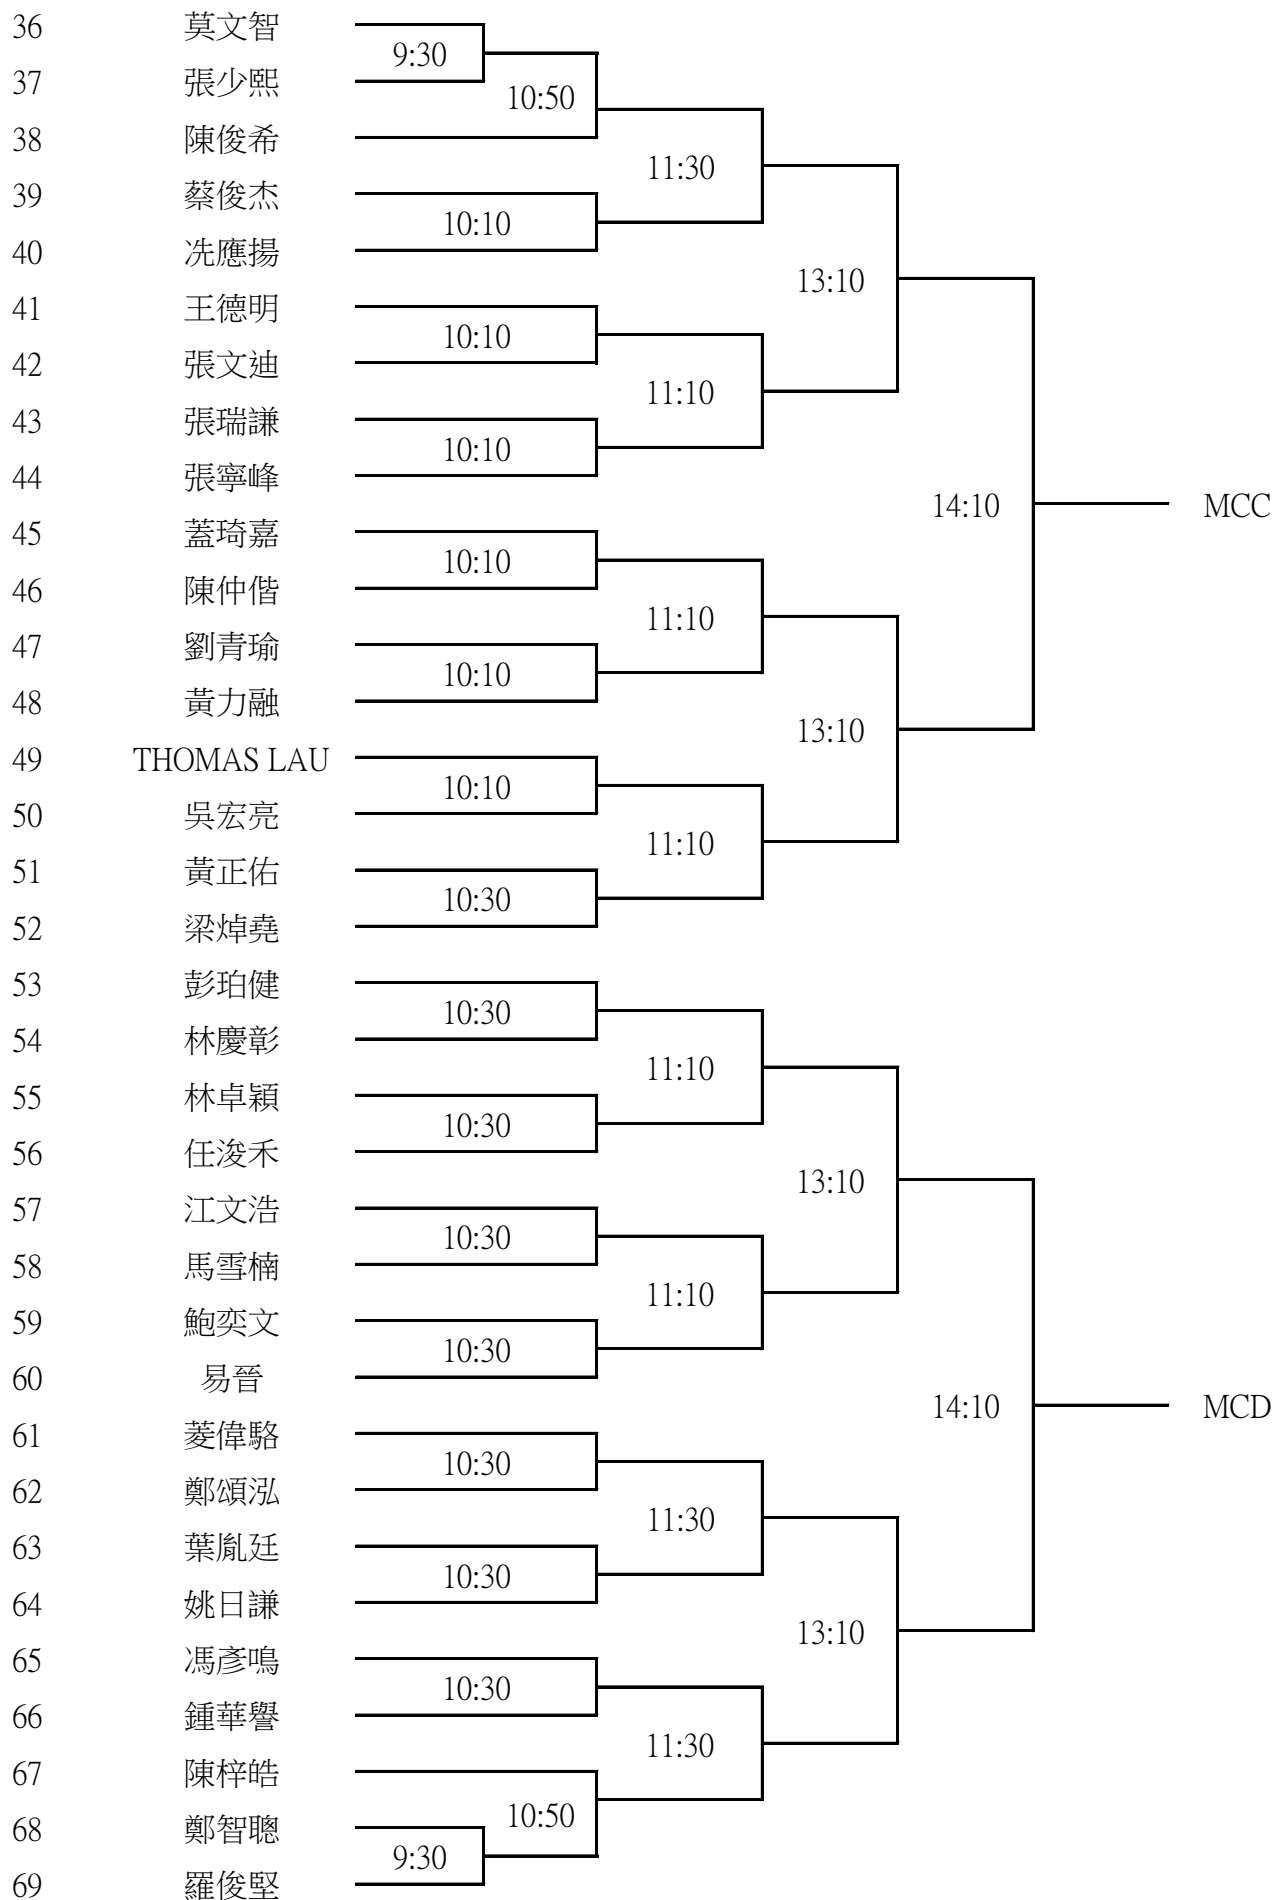 36 莫文智
9:30
37 張少熙
10:50
38 陳俊希
11:30
39 蔡俊杰
10:10
40 冼應揚
13:10
41 王德明
10:10
42 張文迪
11:10
43 張瑞謙
10:10
44 張寧峰
14:10 MCC
45 蓋琦嘉
10:10
46 陳仲偕
11:10
47 劉青瑜
10:10
48 黃力融
13:10
49 THOMAS LAU
10:10
50 吳宏亮
11:10
51 黃正佑
10:30
52 梁焯堯
53 彭珀健
10:30
54 林慶彰
11:10
55 林卓穎
10:30
56 任浚禾
13:10
57 江文浩
10:30
58 馬雪楠
11:10
59 鮑奕文
10:30
60 易晉
14:10 MCD
61 菱偉駱
10:30
62 鄭頌泓
11:30
63 葉胤廷
10:30
64 姚日謙
13:10
65 馮彥鳴
10:30
66 鍾華譽
11:30
67 陳梓皓
10:50
68 鄭智聰
9:30
69 羅俊堅